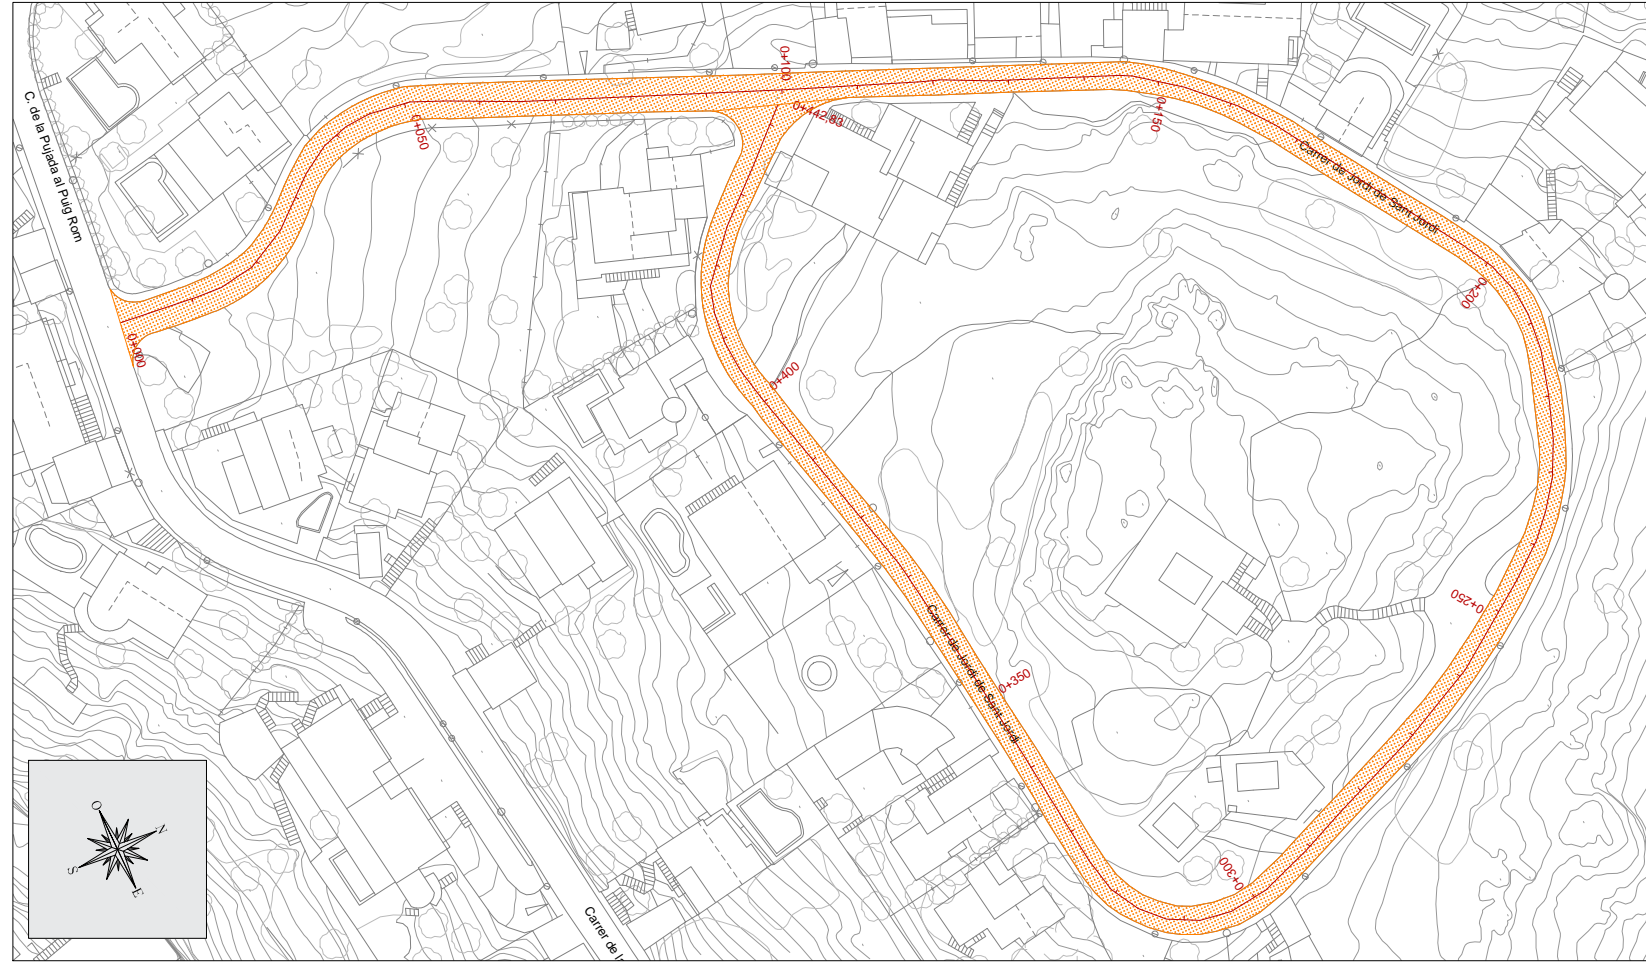 0+100
C. de la Pujada al Puig Rom
0+050
0+442.83
0+150
Carrer de Jordi de Sant Jordi
0+200
0+000
0+400
0+250
Carrer de Jordi de Sant Jordi
0+350
0+300
O
N
S
E
Carrer de